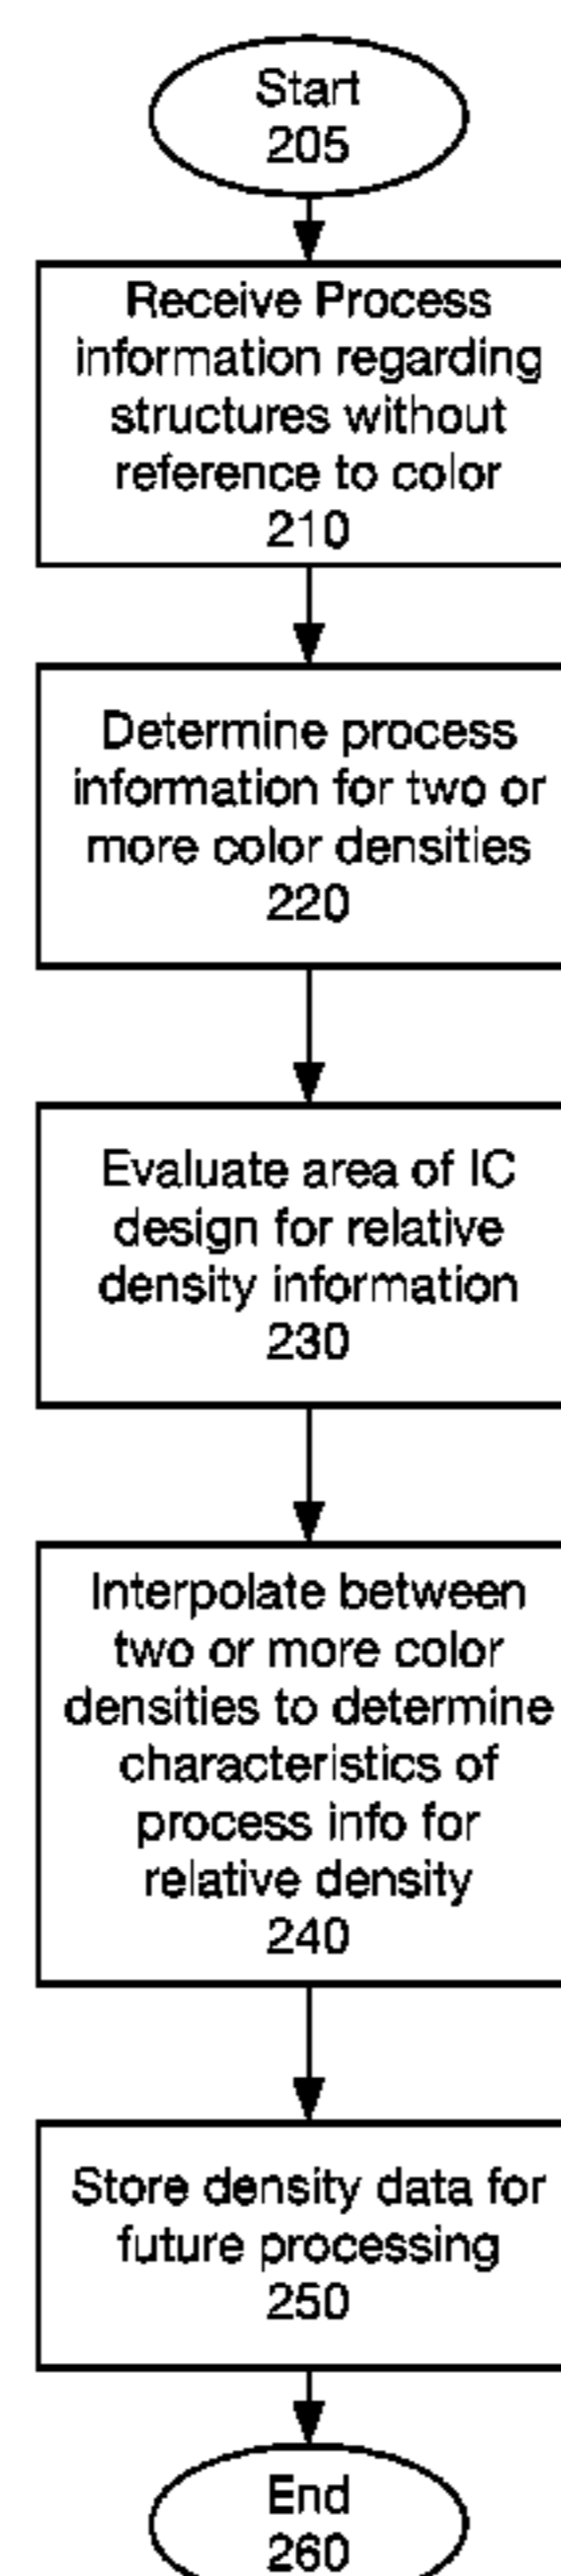 Start
205
Receive Process
information regarding
structures without
reference to color
210
Determine process
information for two or
more color densities
220
Evaluate area of IC
design for relative
density information
230
Interpolate between
two or more color
densities to determine
characteristics of
process info for
relative density
240
Store density data for
future processing
250
End
260